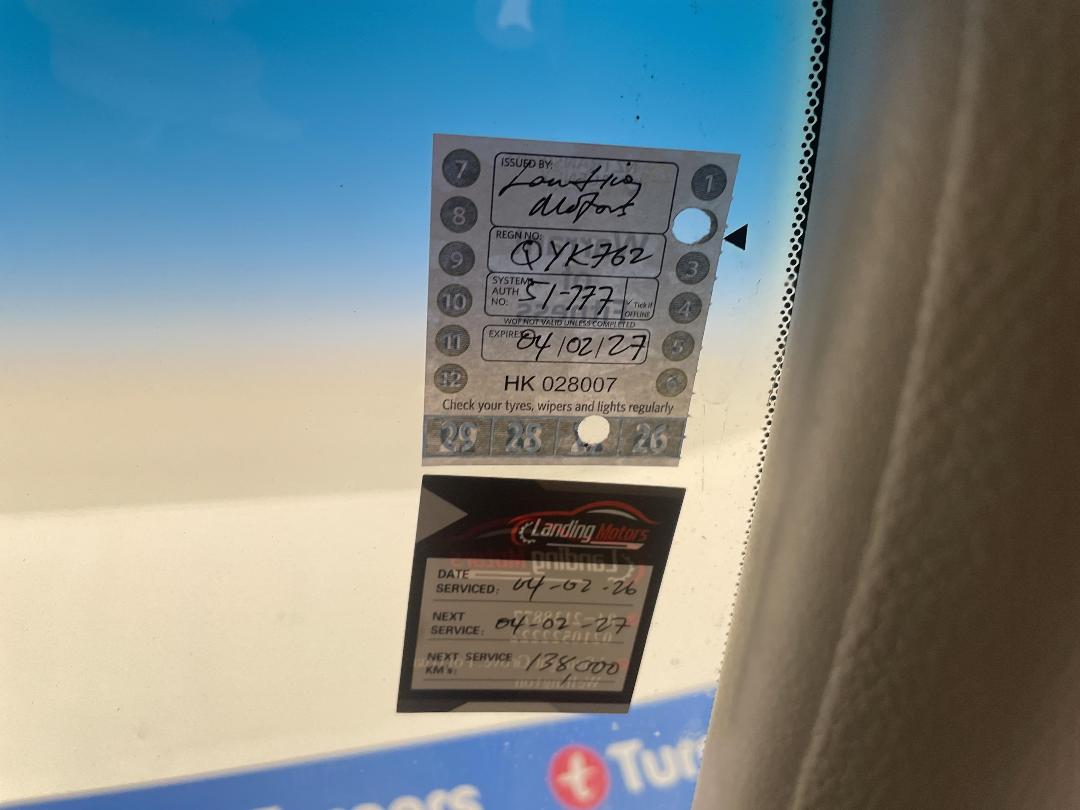 7 ISSUED BY: 1
Landing
8 Motors
REGN NO:
9 QYK762 3
SYSTEM
AUTH
NO: 51-777 ✓ Tick if OFFLINE
10 4
WOF NOT VALID UNLESS COMPLETED
11 EXPIRES 04/02/27 5
12 HK 028007 6
Check your tyres, wipers and lights regularly
29 28 26
Landing Motors
DATE
SERVICED: 04-02-26
NEXT
SERVICE: 04-02-27
NEXT SERVICE
KM's: 138,000
t Tur